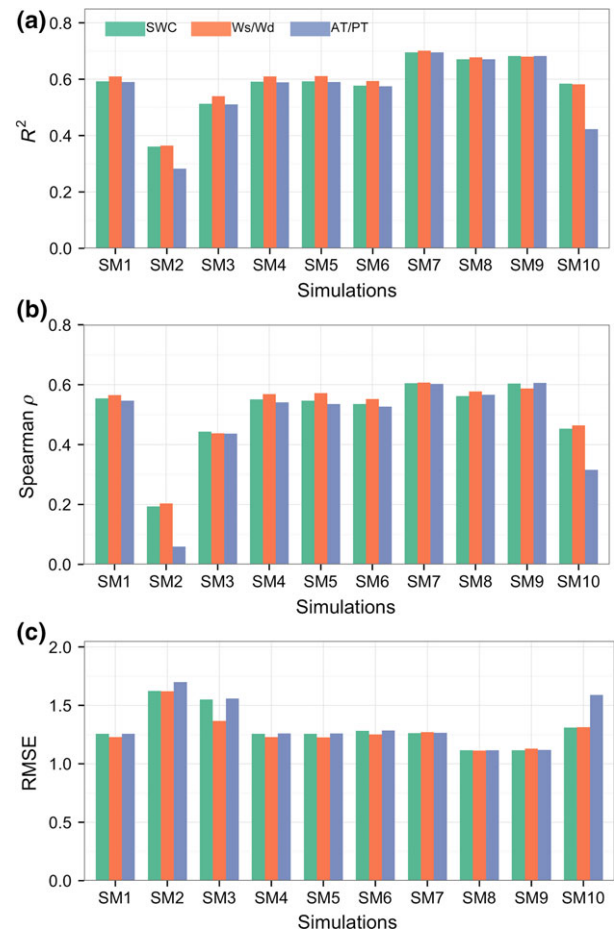 (a)
SWC Ws/Wd AT/PT
0.8
0.6
0.4
0.2
0.0
R²
SM1 SM2 SM3 SM4 SM5 SM6 SM7 SM8 SM9 SM10
Simulations
(b)
0.8
0.6
0.4
0.2
0.0
Spearman ρ
SM1 SM2 SM3 SM4 SM5 SM6 SM7 SM8 SM9 SM10
Simulations
(c)
2.0
1.5
1.0
0.5
0.0
RMSE
SM1 SM2 SM3 SM4 SM5 SM6 SM7 SM8 SM9 SM10
Simulations